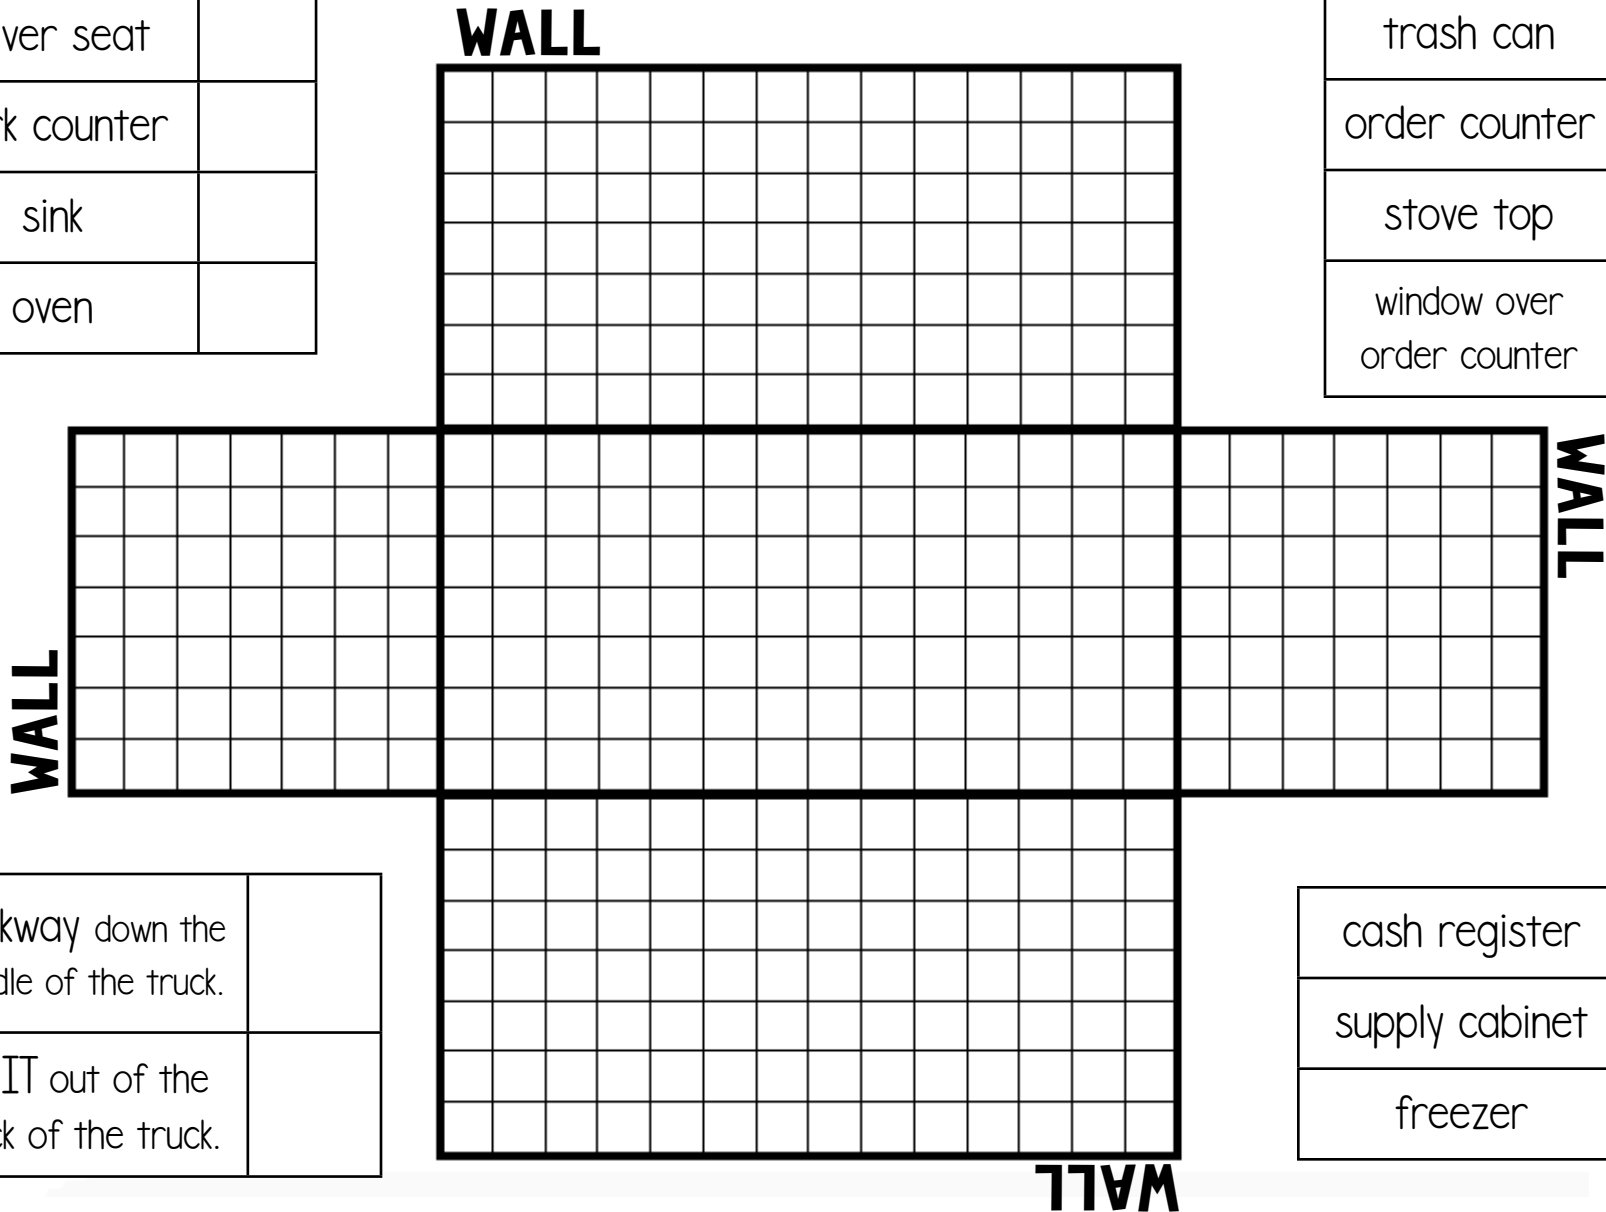 WALL
ver seat
k counter
sink
oven
trash can
order counter
stove top
window over
order counter
WALL
WALL
kway down the
dle of the truck.
IT out of the
ck of the truck.
cash register
supply cabinet
freezer
WALL